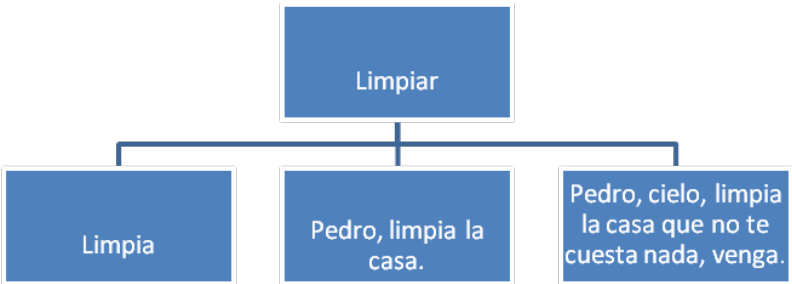 Limpiar
Limpia
Pedro, limpia la
casa.
Pedro, cielo, limpia
la casa que no te
cuesta nada, venga.